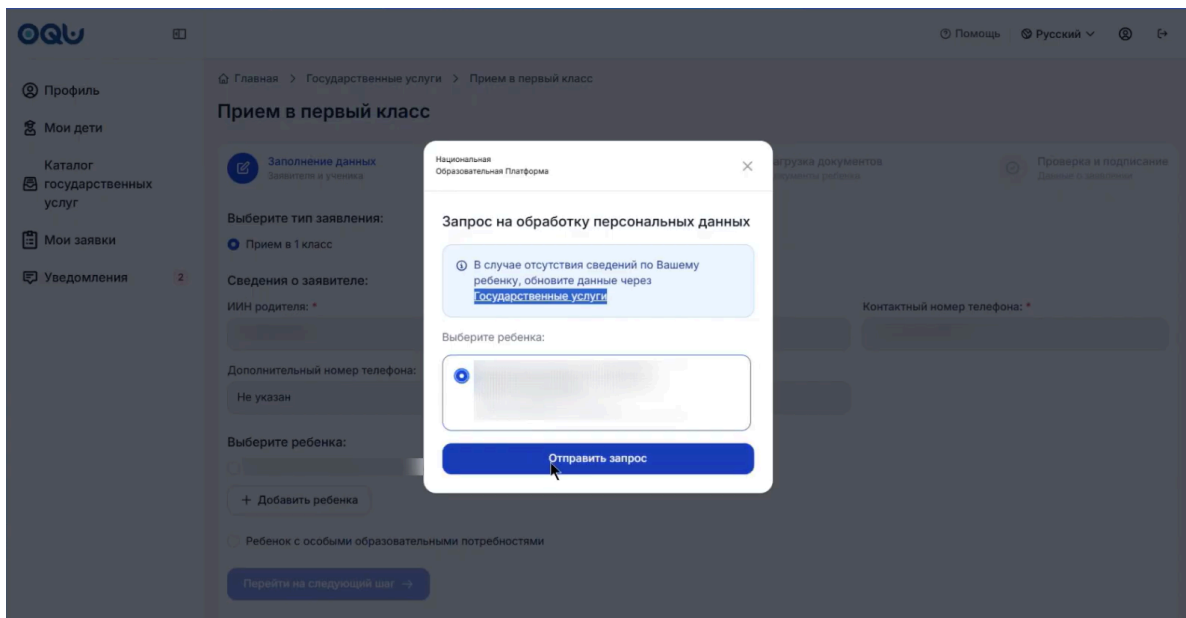 OQU
Помощь
Русский
Профиль
Мои дети
Каталог
государственных
услуг
Мои заявки
Уведомления 2
Главная > Государственные услуги > Прием в первый класс
Прием в первый класс
Заполнение данных
Заявителя и ученика
агрузка документов
Проверка и подписание
Выберите тип заявления:
Прием в 1 класс
Сведения о заявителе:
ИИН родителя: *
Контактный номер телефона: *
Дополнительный номер телефона:
Не указан
Выберите ребенка:
+ Добавить ребенка
Ребенок с особыми образовательными потребностями
Перейти на следующий шаг →
Национальная
Образовательная Платформа
Запрос на обработку персональных данных
В случае отсутствия сведений по Вашему
ребенку, обновите данные через
Государственные услуги
Выберите ребенка:
Отправить запрос